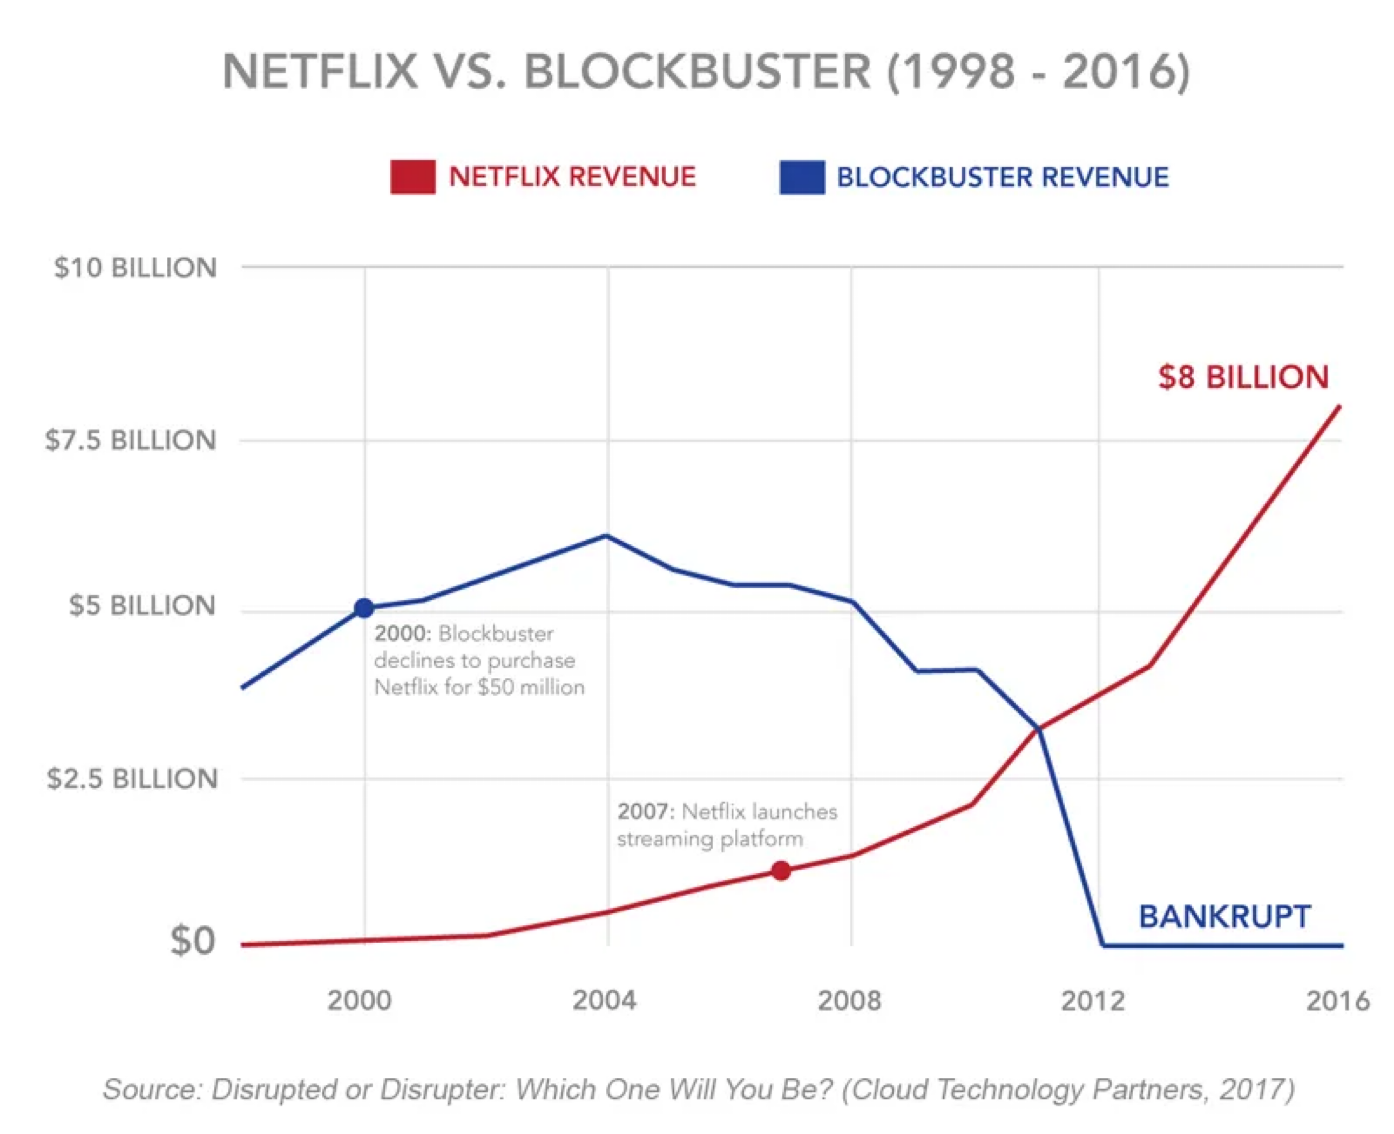 NETFLIX VS. BLOCKBUSTER (1998 - 2016)
NETFLIX REVENUE
BLOCKBUSTER REVENUE
$10 BILLION
$8 BILLION
$7.5 BILLION
$5 BILLION
2000: Blockbuster
declines to purchase
Netflix for $50 million
$2.5 BILLION
2007: Netflix launches
streaming platform
BANKRUPT
$0
2000
2004
2008
2012
2016
Source: Disrupted or Disrupter: Which One Will You Be? (Cloud Technology Partners, 2017)